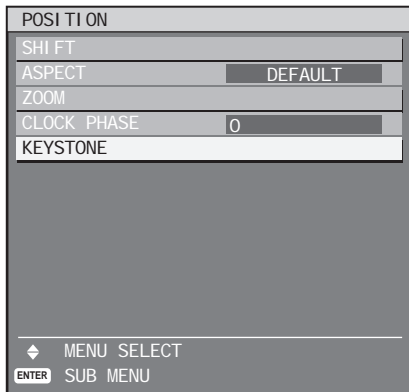 POSITION
SHIFT
ASPECT DEFAULT
ZOOM
CLOCK PHASE 0
KEYSTONE
MENU SELECT
ENTER SUB MENU